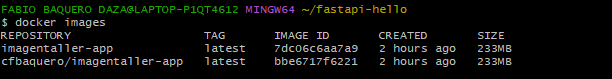 FABIO BAQUERO DAZA@LAPTOP-P1QT4612 MINGW64 ~/fastapi-hello
$ docker images
REPOSITORY TAG IMAGE ID CREATED SIZE
imagentaller-app latest 7dc06c6aa7a9 2 hours ago 233MB
cfbaquero/imagentaller-app latest bbe6717f6221 2 hours ago 233MB